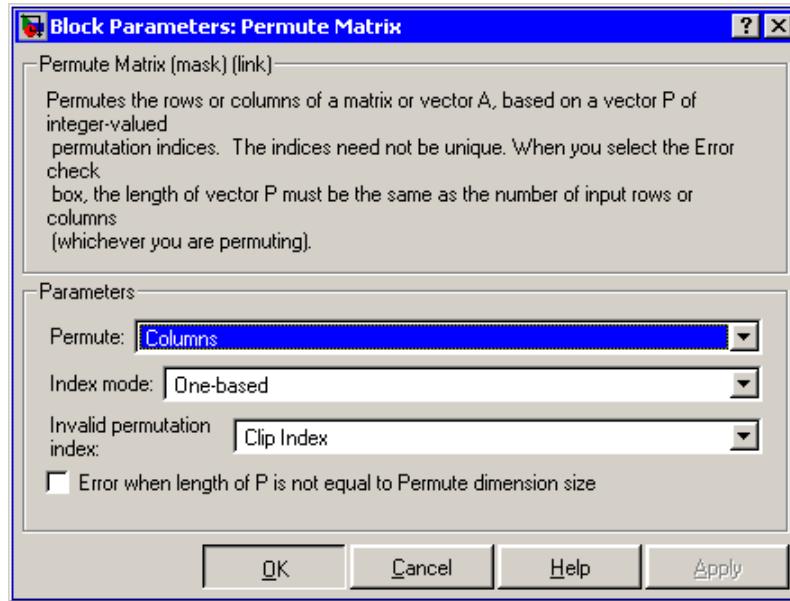 Block Parameters: Permute Matrix
Permute Matrix (mask) (link)
Permutes the rows or columns of a matrix or vector A, based on a vector P of
integer-valued
permutation indices.  The indices need not be unique. When you select the Error
check
box, the length of vector P must be the same as the number of input rows or
columns
(whichever you are permuting).
Parameters
Permute: Columns
Index mode: One-based
Invalid permutation
index: Clip Index
Error when length of P is not equal to Permute dimension size
OK Cancel Help Apply